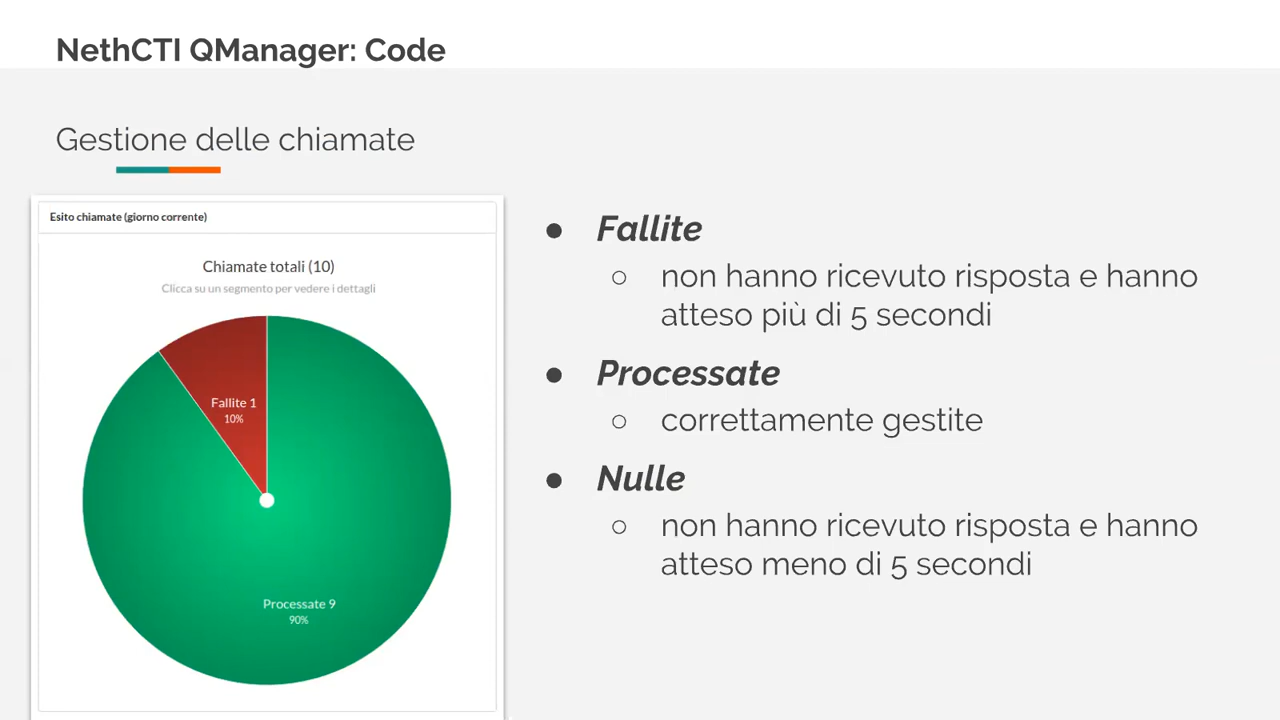 NethCTI QManager: Code
Gestione delle chiamate
Esito chiamate (giorno corrente)
Chiamate totali (10)
Clicca su un segmento per vedere i dettagli
Fallite 1
10%
Processate 9
90%
● Fallite
○ non hanno ricevuto risposta e hanno
atteso più di 5 secondi
● Processate
○ correttamente gestite
● Nulle
○ non hanno ricevuto risposta e hanno
atteso meno di 5 secondi